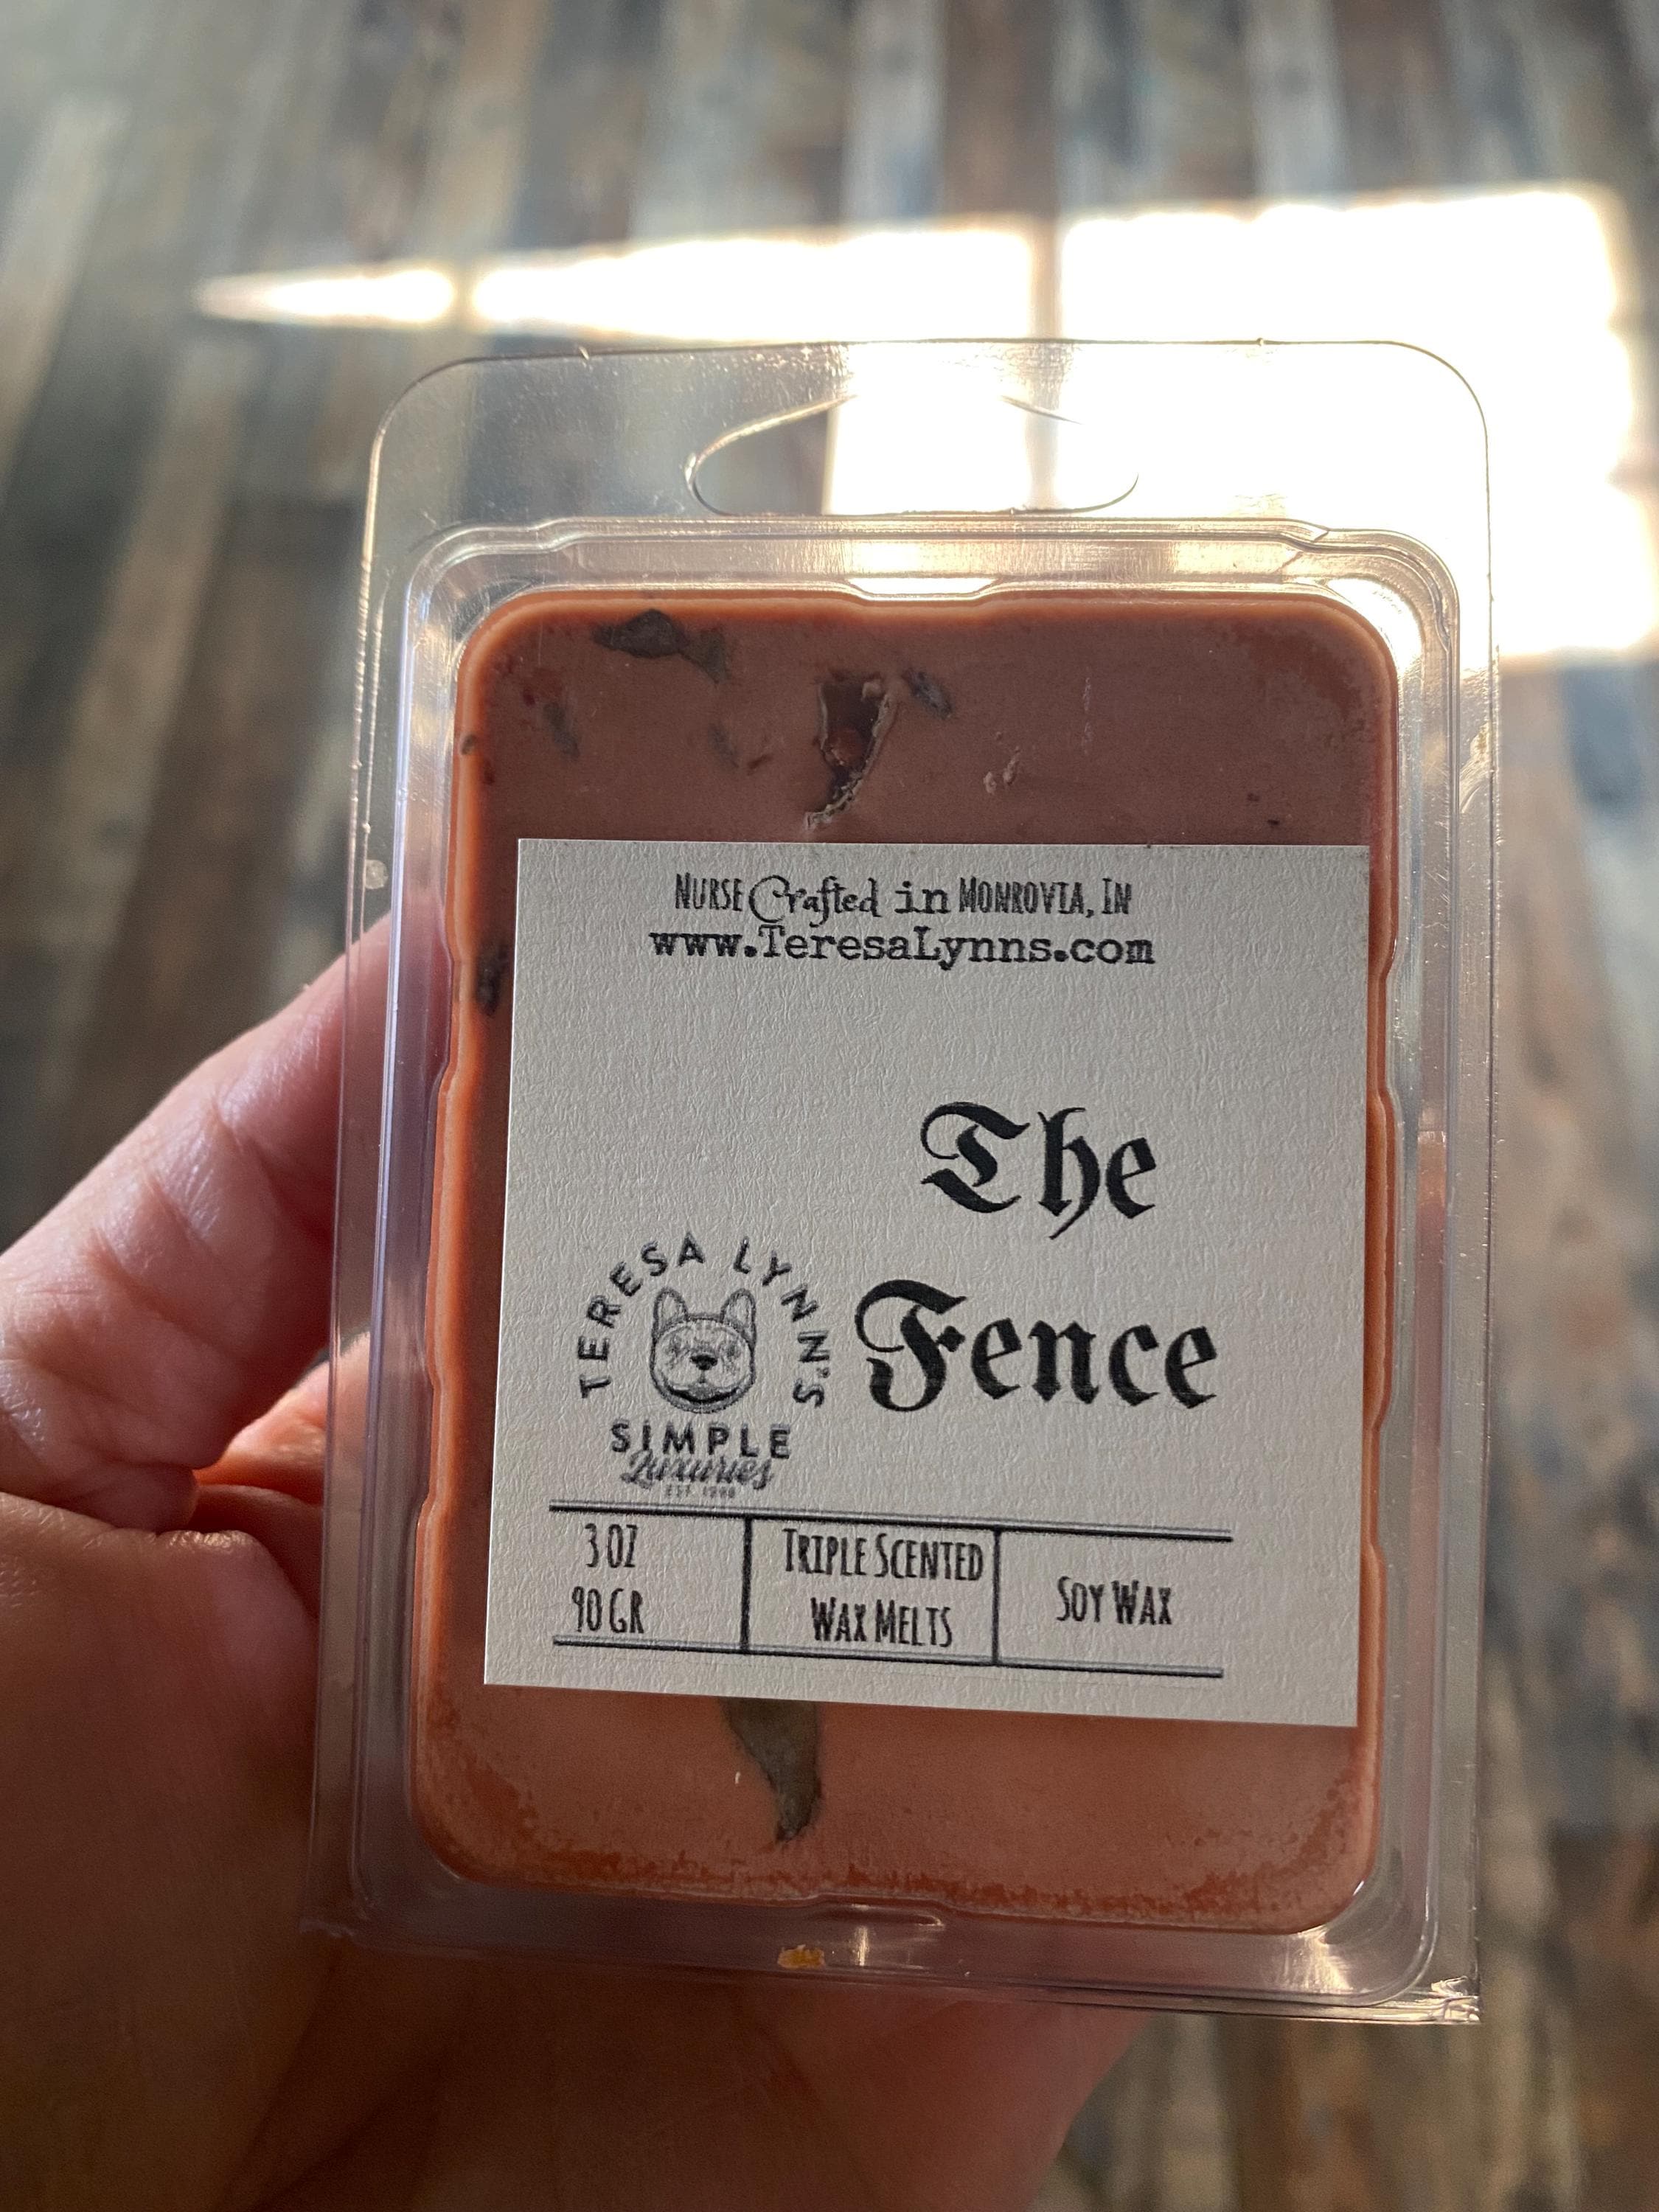 Nurse Crafted in Monrovia, In
www.TeresaLynns.com
The
Fence
TERESA LYNN'S
SIMPLE
Luxuries
3 OZ
90 GR
Triple Scented
Wax Melts
Soy Wax